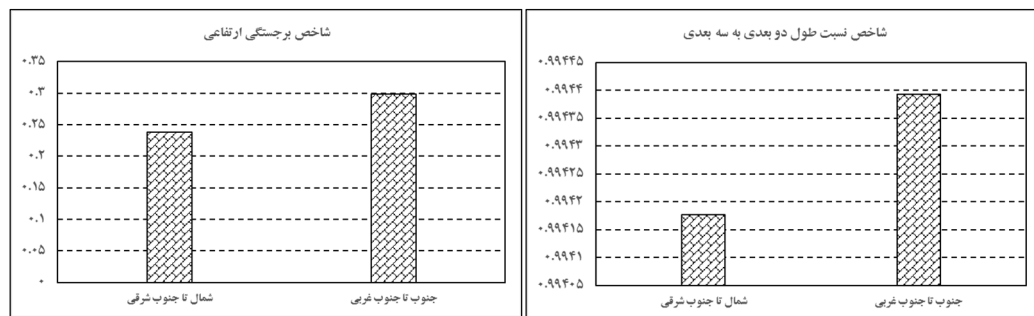 شاخص نسبت طول دو بعدی به سه بعدی
۰.۹۹۴۴۵
۰.۹۹۴۴
۰.۹۹۴۳۵
۰.۹۹۴۳
۰.۹۹۴۲۵
۰.۹۹۴۲
۰.۹۹۴۱۵
۰.۹۹۴۱
۰.۹۹۴۰۵
جنوب تا جنوب غربی
شمال تا جنوب شرقی
شاخص برجستگی ارتفاعی
۰.۳۵
۰.۳
۰.۲۵
۰.۲
۰.۱۵
۰.۱
۰.۰۵
۰
جنوب تا جنوب غربی
شمال تا جنوب شرقی